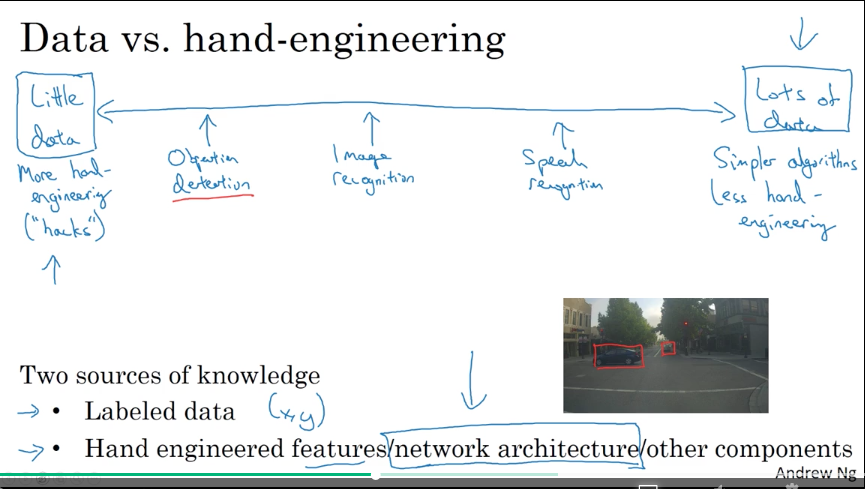 Data vs. hand-engineering
Little
data
Lots of
data
More hand-
engineering
("hacks")
detection
Image
recognition
Speech
recognition
Simpler algorithms
Less hand-
engineering
Two sources of knowledge
→ • Labeled data (x,y)
→ • Hand engineered features/network architecture/other components
Andrew Ng